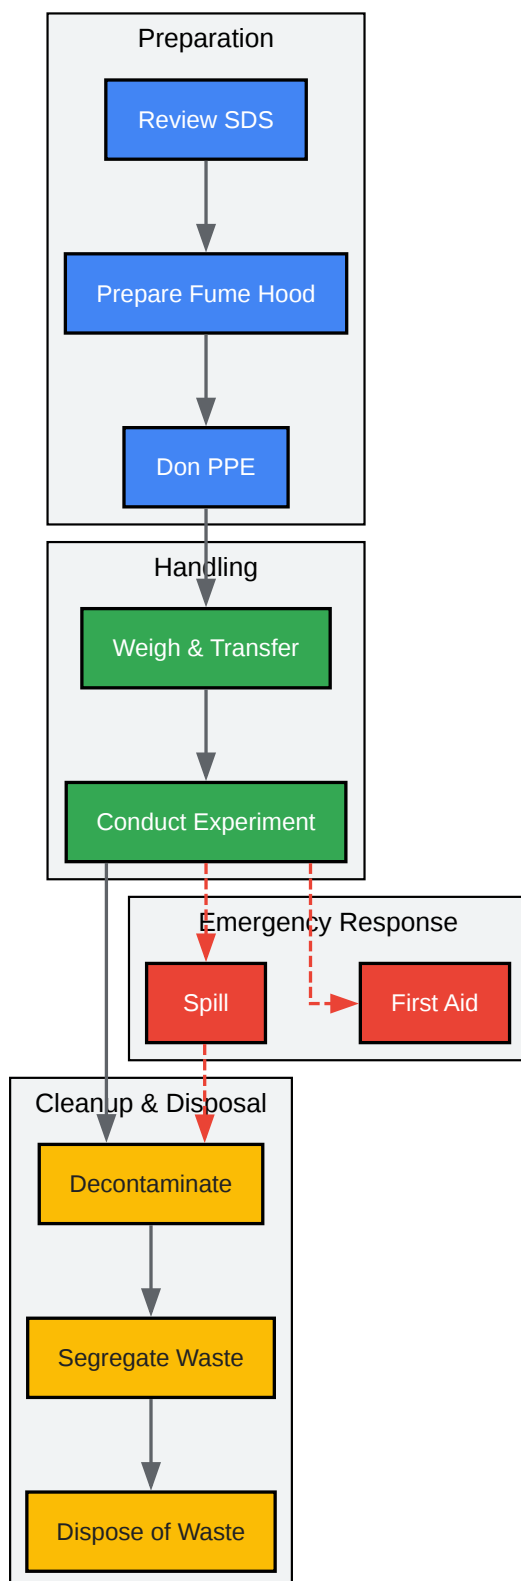 Preparation
Review SDS
Prepare Fume Hood
Don PPE
Handling
Weigh & Transfer
Conduct Experiment
Emergency Response
Spill
First Aid
Cleanup & Disposal
Decontaminate
Segregate Waste
Dispose of Waste